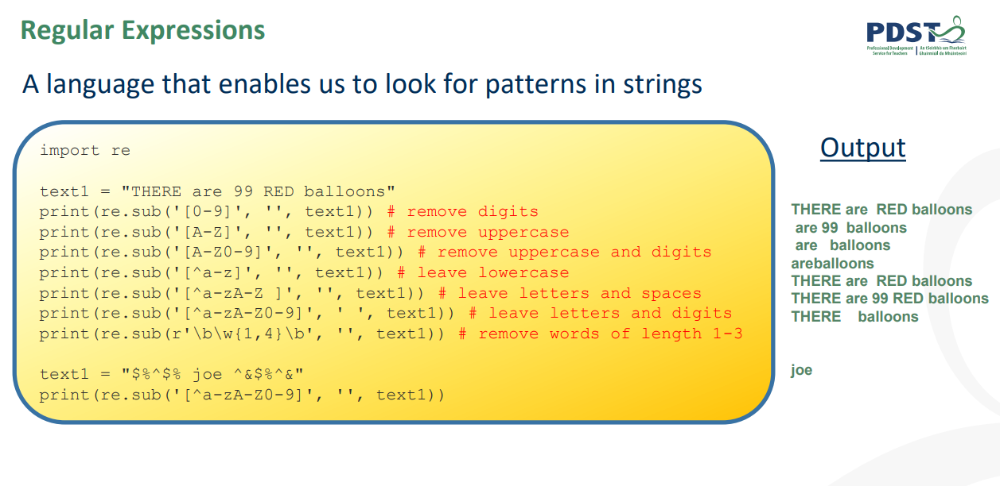 Regular Expressions
PDST
Professional Development
Service for Teachers
An tSeirbhís um Fhorbairt
Ghairmiúil do Mhúinteoirí
A language that enables us to look for patterns in strings
import re
text1 = "THERE are 99 RED balloons"
print(re.sub('[0-9]', '', text1)) # remove digits
print(re.sub('[A-Z]', '', text1)) # remove uppercase
print(re.sub('[A-Z0-9]', '', text1)) # remove uppercase and digits
print(re.sub('[^a-z]', '', text1)) # leave lowercase
print(re.sub('[^a-zA-Z ]', '', text1)) # leave letters and spaces
print(re.sub('[^a-zA-Z0-9]', ' ', text1)) # leave letters and digits
print(re.sub(r'\b\w{1,4}\b', '', text1)) # remove words of length 1-3
text1 = "$%^$% joe ^&$%^&"
print(re.sub('[^a-zA-Z0-9]', '', text1))
Output
THERE are  RED balloons
 are 99  balloons
 are   balloons
areballoons
THERE are  RED balloons
THERE are 99 RED balloons
THERE    balloons
joe